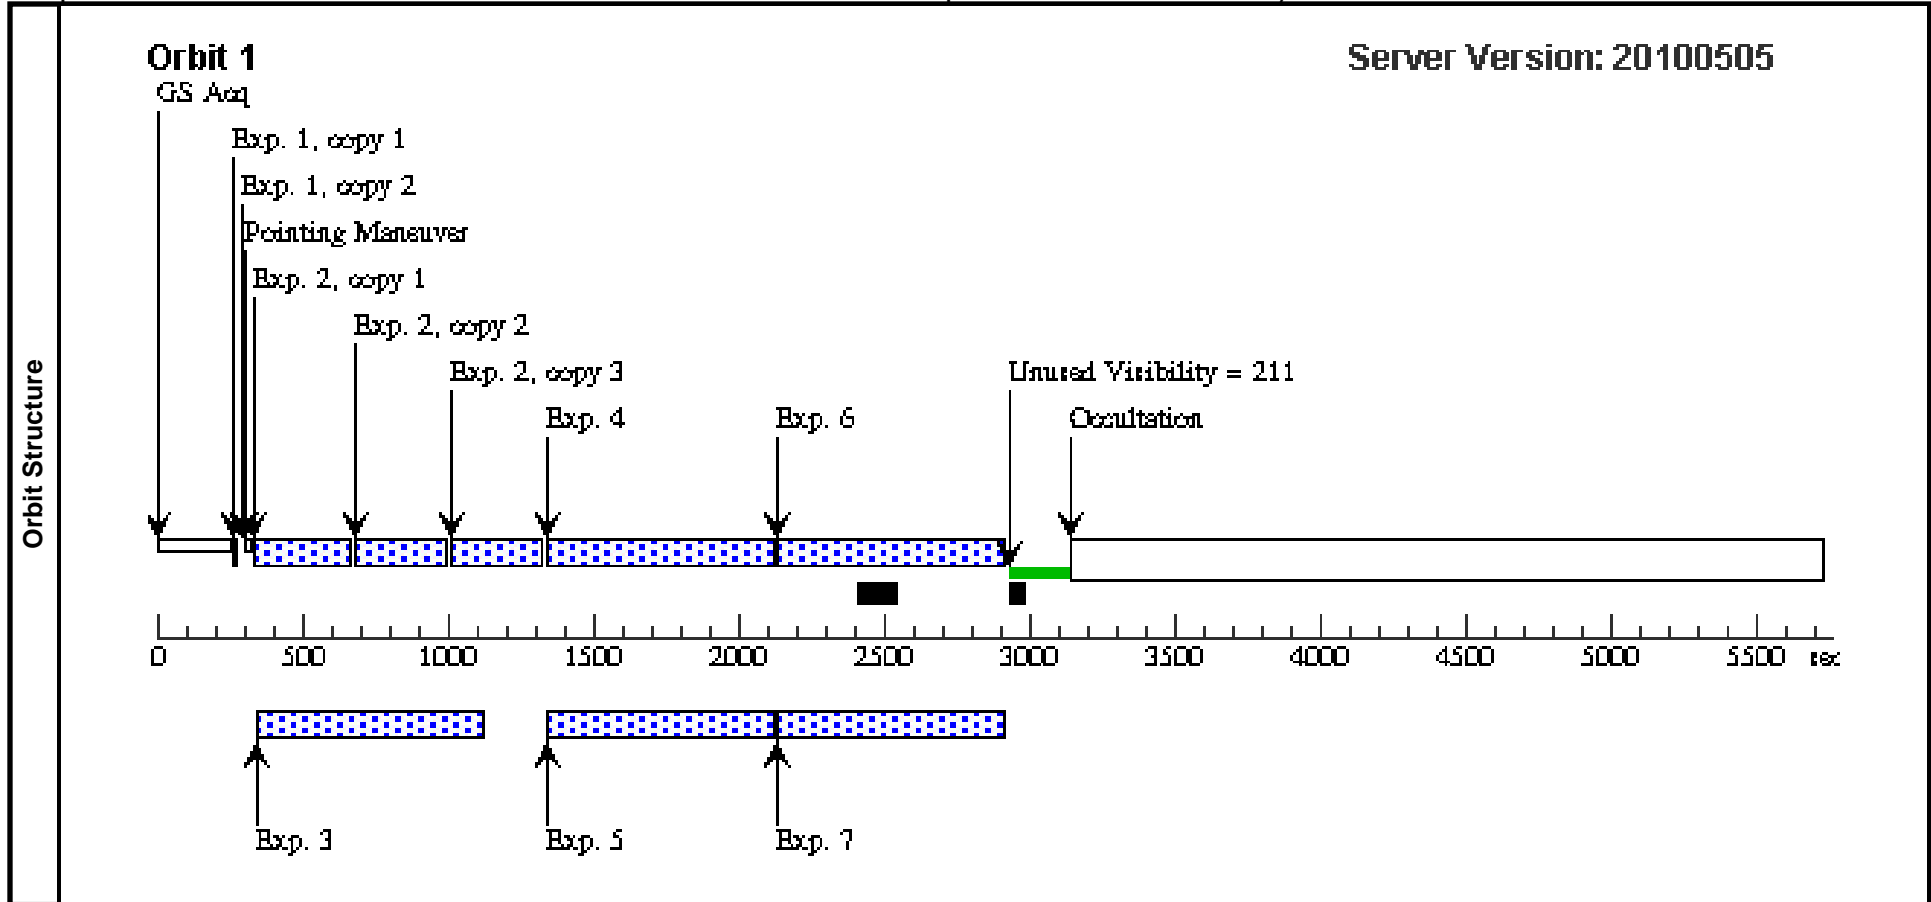 Orbit 1
Server Version: 20100505
GS Acq
Exp. 1, copy 1
Exp. 1, copy 2
Pointing Maneuver
Exp. 2, copy 1
Exp. 2, copy 2
Exp. 2, copy 3
Unused Visibility = 211
Exp. 4
Exp. 6
Occultation
Orbit Structure
0 500 1000 1500 2000 2500 3000 3500 4000 4500 5000 5500 sec
Exp. 3
Exp. 5
Exp. 7